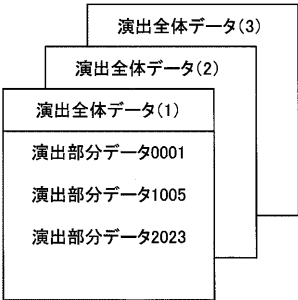 演出全体データ(3)
演出全体データ(2)
演出全体データ(1)
演出部分データ0001
演出部分データ1005
演出部分データ2023